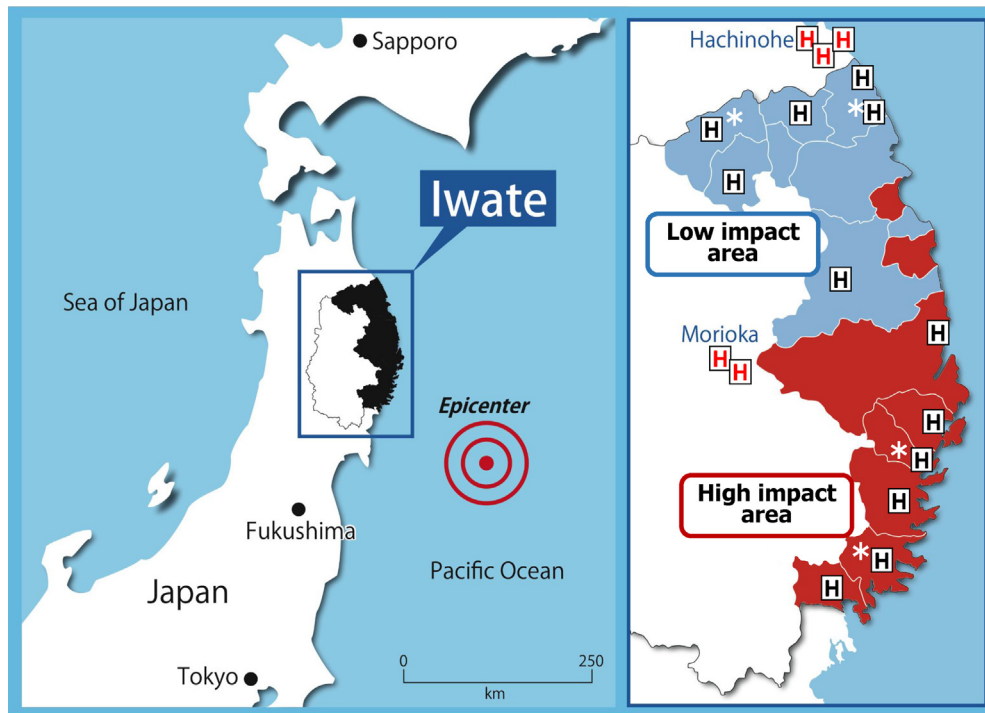 Sapporo
Iwate
Sea of Japan
Epicenter
Fukushima
Pacific Ocean
Japan
Tokyo
0 250
km
Hachinohe H H
H
H
H * H * H
H
Low impact
area
H
Morioka H
H
H
H
* H
High impact
area
H
* H
H